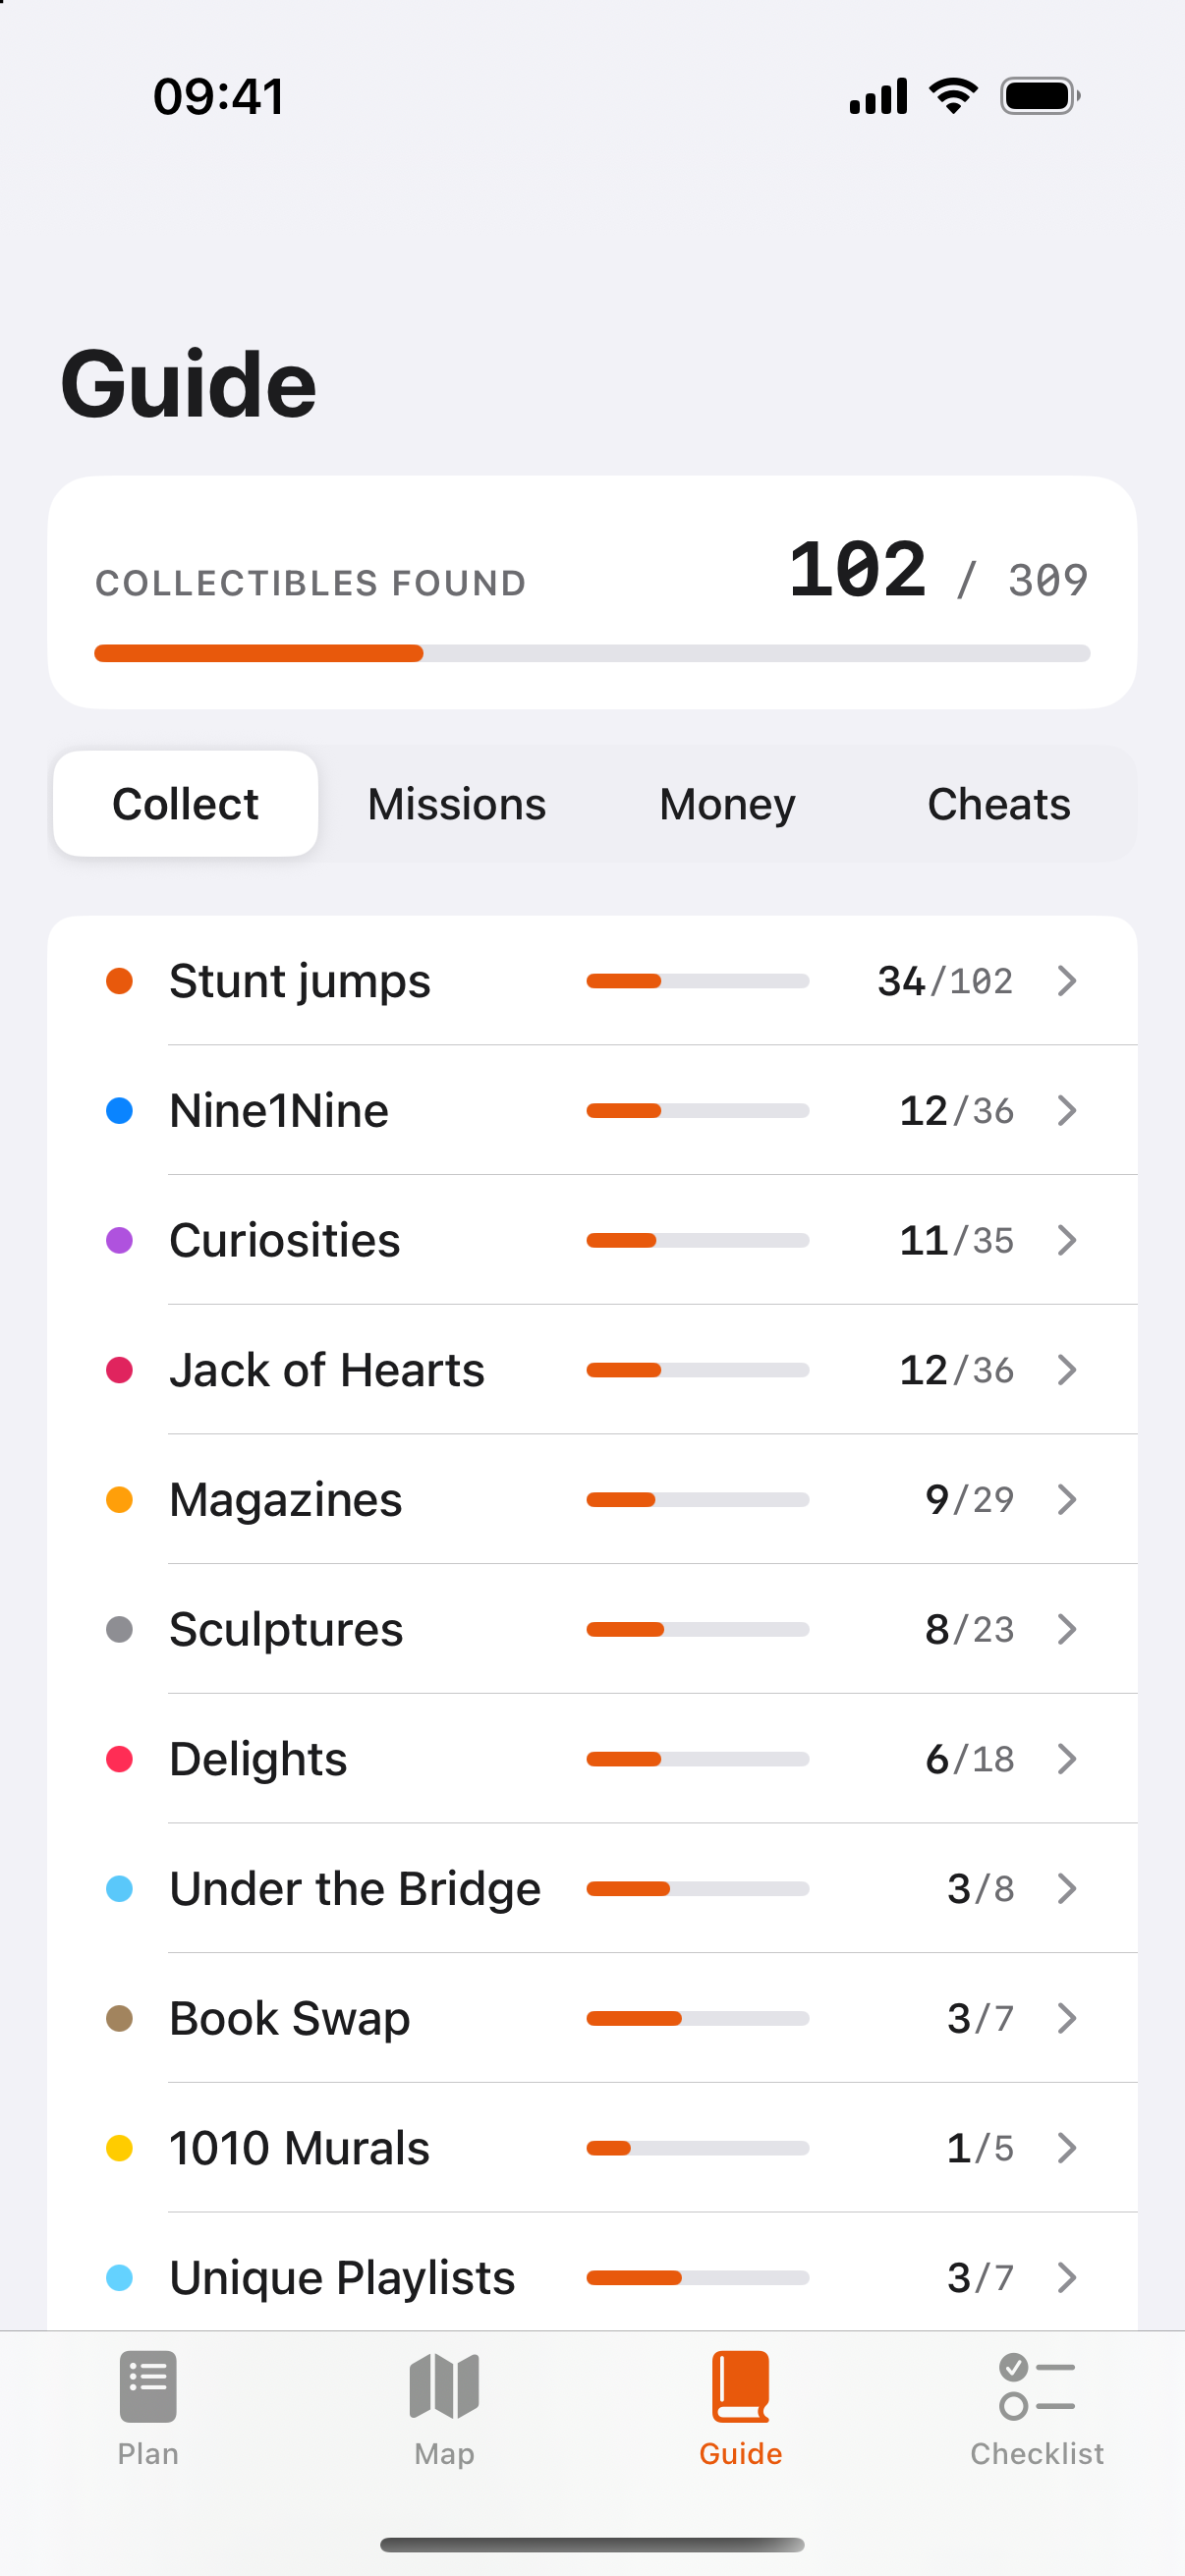 09:41
Guide
COLLECTIBLES FOUND 102 / 309
Collect Missions Money Cheats
Stunt jumps 34/102
Nine1Nine 12/36
Curiosities 11/35
Jack of Hearts 12/36
Magazines 9/29
Sculptures 8/23
Delights 6/18
Under the Bridge 3/8
Book Swap 3/7
1010 Murals 1/5
Unique Playlists 3/7
Plan Map Guide Checklist